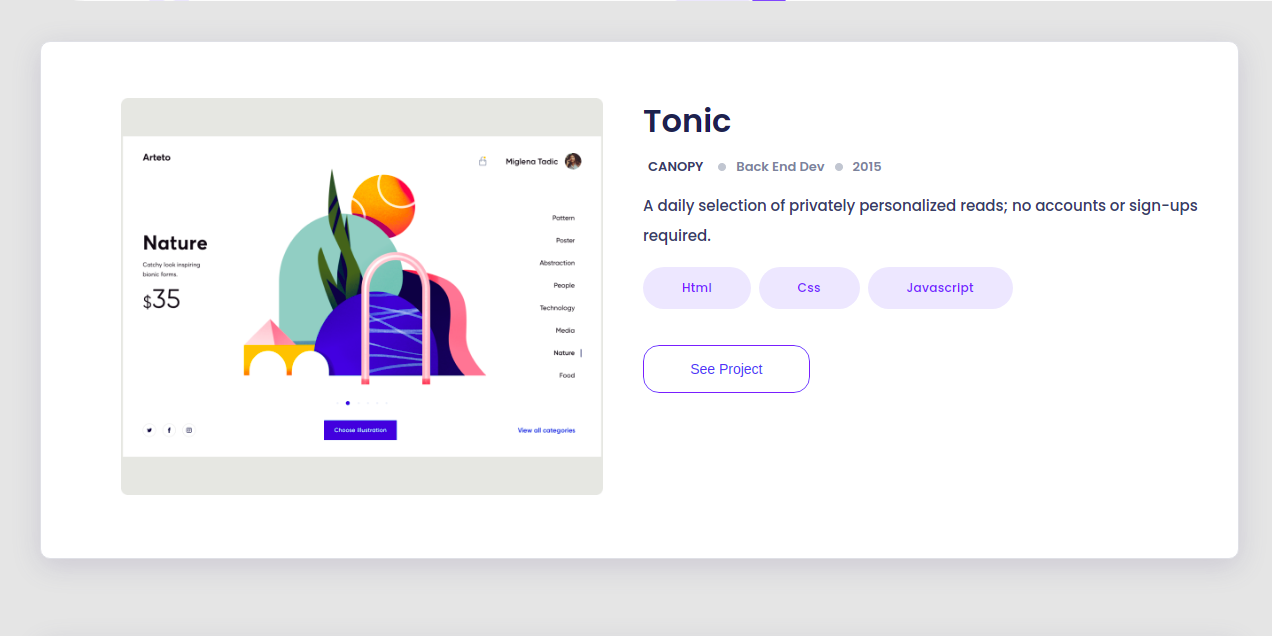 Arteto
Miglena Tadic
Nature
Catchy look inspiring
bionic forms.
$35
Pattern
Poster
Abstraction
People
Technology
Media
Nature
Food
Choose Illustration
View all categories
Tonic
CANOPY Back End Dev 2015
A daily selection of privately personalized reads; no accounts or sign-ups
required.
Html Css Javascript
See Project